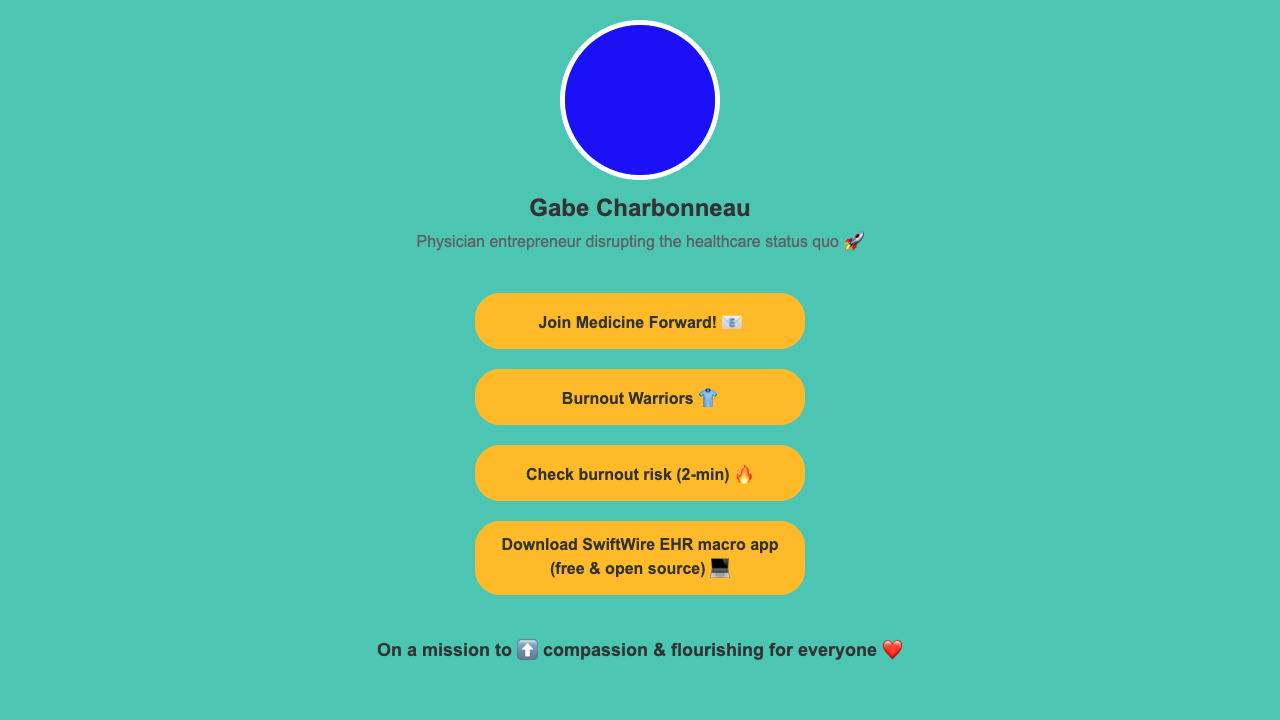 Gabe Charbonneau
Physician entrepreneur disrupting the healthcare status quo 🚀
Join Medicine Forward! 📧
Burnout Warriors 👕
Check burnout risk (2-min) 🔥
Download SwiftWire EHR macro app
(free & open source) 💻
On a mission to ⬆️ compassion & flourishing for everyone ❤️